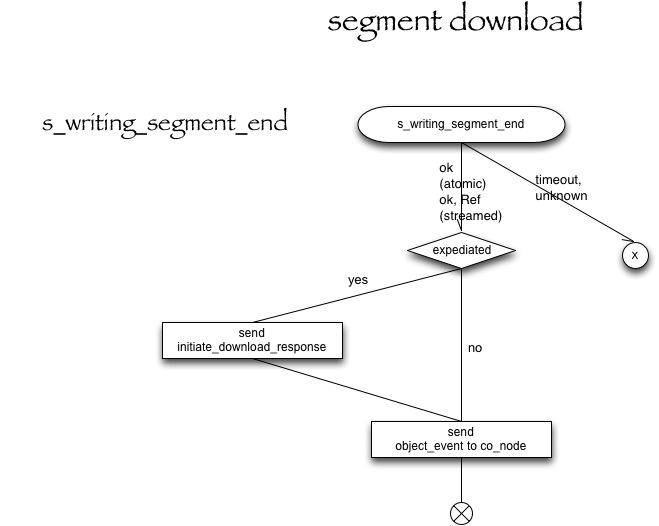 segment download
s_writing_segment_end
s_writing_segment_end
ok
(atomic)
ok, Ref
(streamed)
timeout,
unknown
expediated
x
yes
send
initiate_download_response
no
send
object_event to co_node